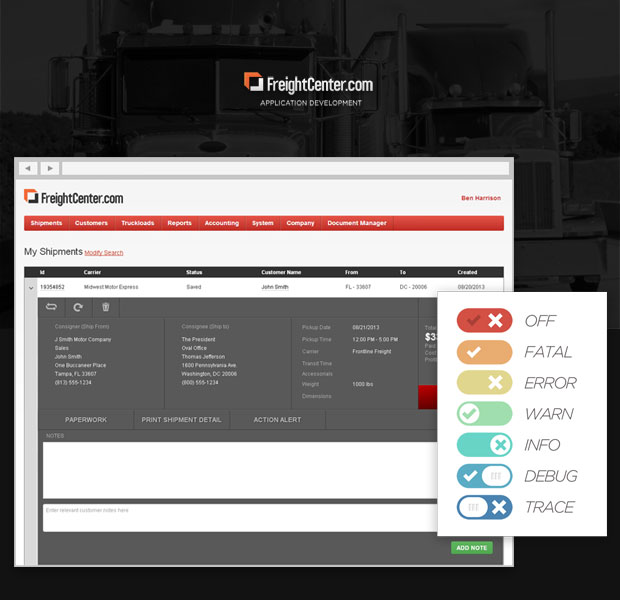 FreightCenter.com
APPLICATION DEVELOPMENT
FreightCenter.com
Ben Harrison
Shipments Customers Truckloads Reports Accounting System Company Document Manager
My Shipments Modify Search
Id Carrier Status Customer Name From To Created
19354852 Midwest Motor Express Saved John Smith FL - 33607 DC - 20006 08/20/2013
Consigner (Ship From)
J Smith Motor Company
Sales
John Smith
One Buccaneer Place
Tampa, FL 33607
(813) 555-1234
Consignee (Ship to)
The President
Oval Office
Thomas Jefferson
1600 Pennsylvania Ave.
Washington, DC 20006
(800) 555-1234
Pickup Date 08/21/2013
Pickup Time 12:00 PM - 5:00 PM
Carrier Frontline Freight
Transit Time
Accessorials
Weight 1000 lbs
Dimensions
PAPERWORK PRINT SHIPMENT DETAIL ACTION ALERT
NOTES
Enter relevant customer notes here
ADD NOTE
OFF
FATAL
ERROR
WARN
INFO
DEBUG
TRACE